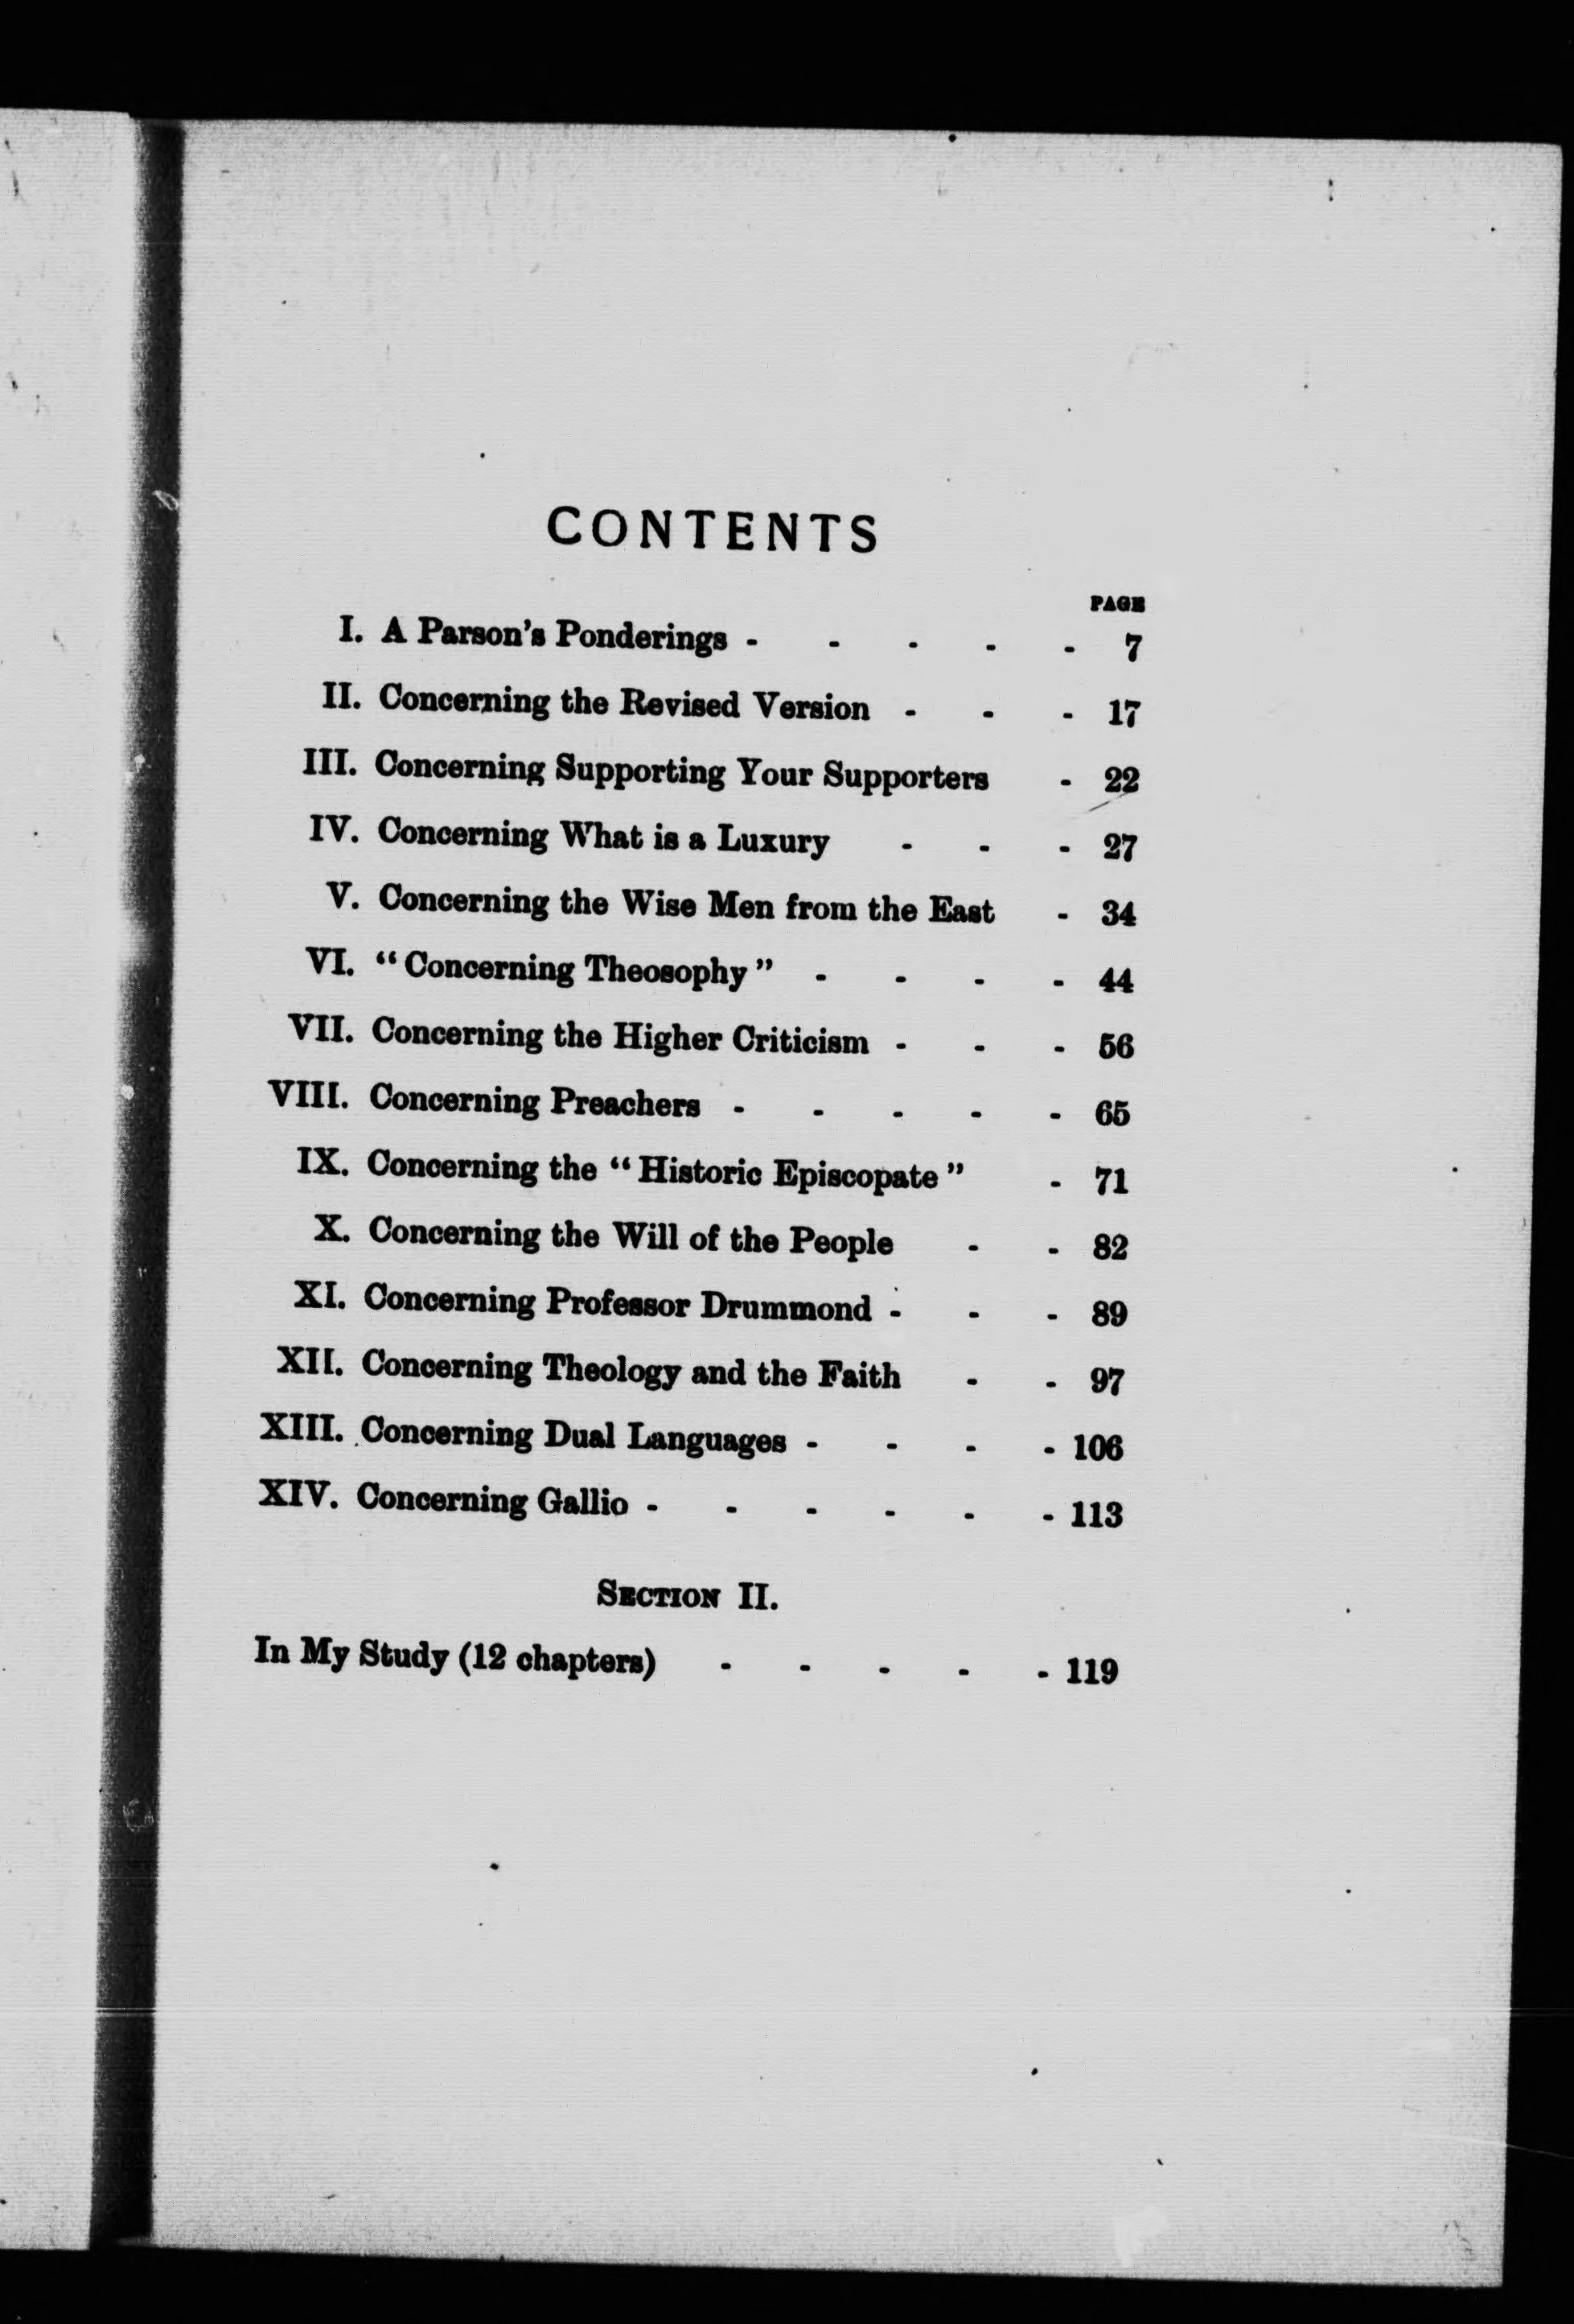 CONTENTS
PAGE
I. A Parson's Ponderings - - - - - 7
II. Concerning the Revised Version - - - 17
III. Concerning Supporting Your Supporters - 22
IV. Concerning What is a Luxury - - - 27
V. Concerning the Wise Men from the East - 34
VI. "Concerning Theosophy" - - - - 44
VII. Concerning the Higher Criticism - - - 56
VIII. Concerning Preachers - - - - - 65
IX. Concerning the "Historic Episcopate" - 71
X. Concerning the Will of the People - - 82
XI. Concerning Professor Drummond - - - 89
XII. Concerning Theology and the Faith - - 97
XIII. Concerning Dual Languages - - - - 106
XIV. Concerning Gallio - - - - - - 113
SECTION II.
In My Study (12 chapters) - - - - - 119